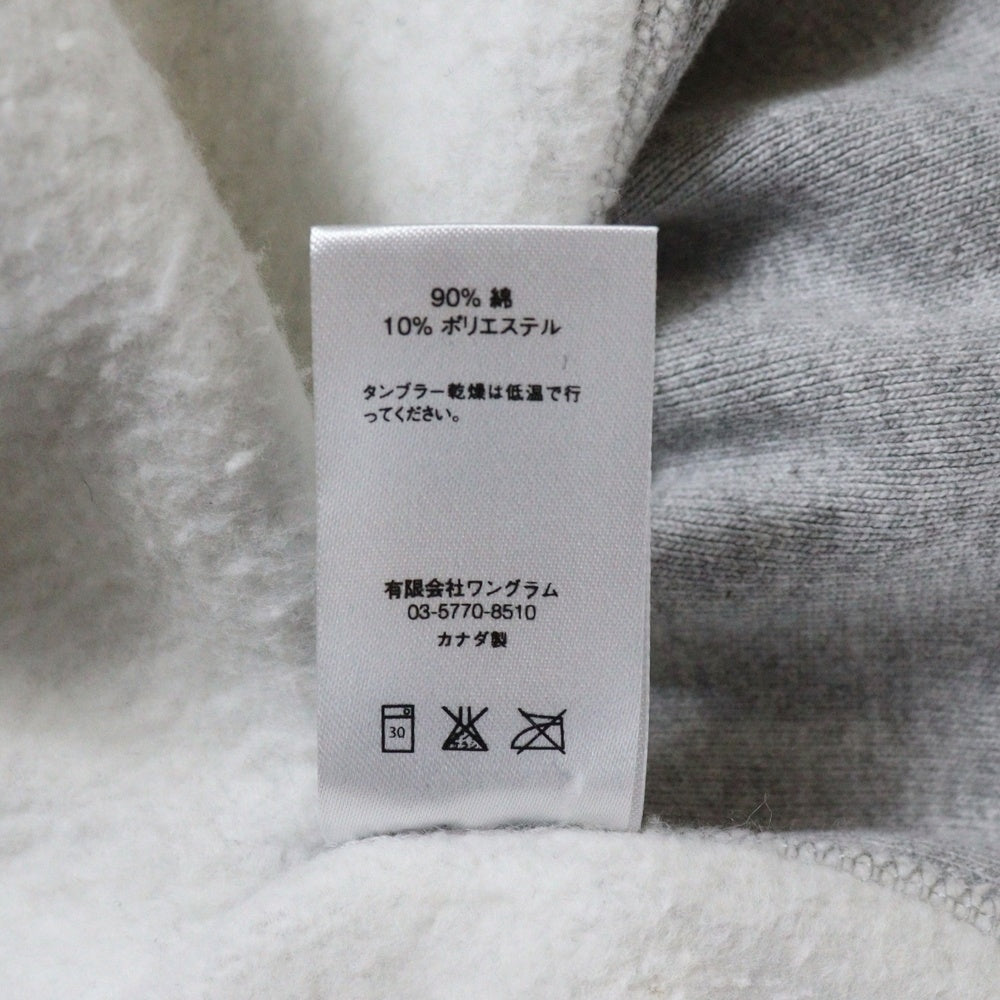 90% 綿
10% ポリエステル
タンブラー乾燥は低温で行
ってください。
有限会社ワングラム
03-5770-8510
カナダ製
30